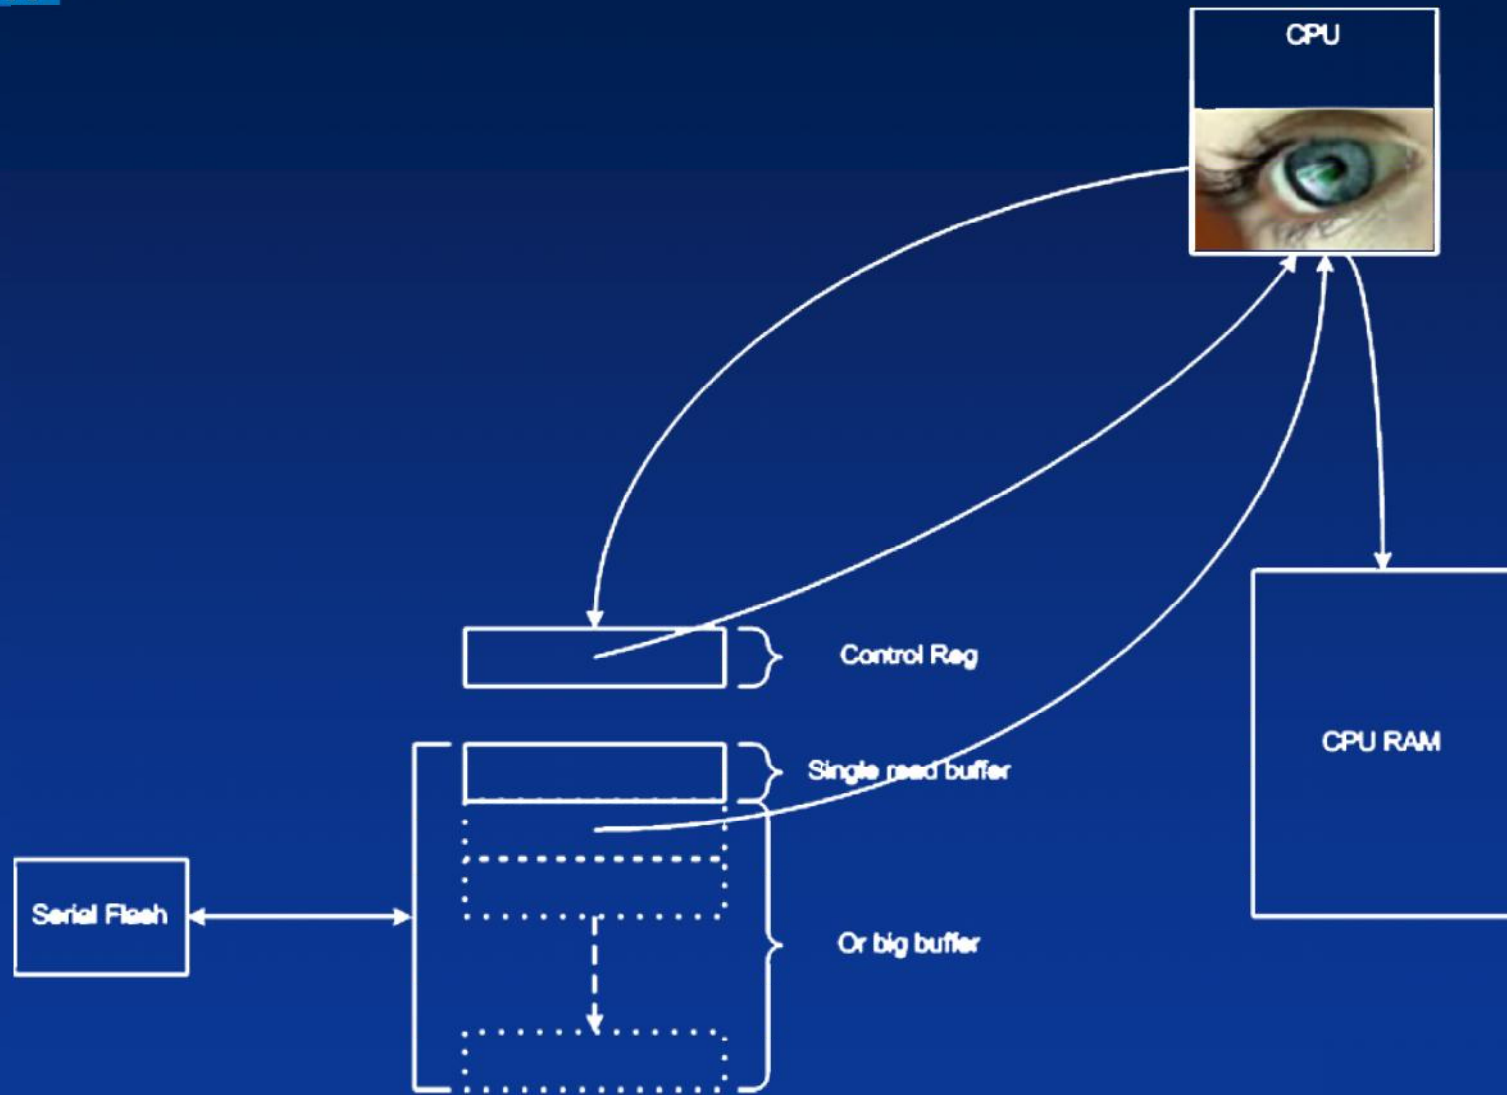 CPU
Control Reg
Single read buffer
CPU RAM
Serial Flash
Or big buffer